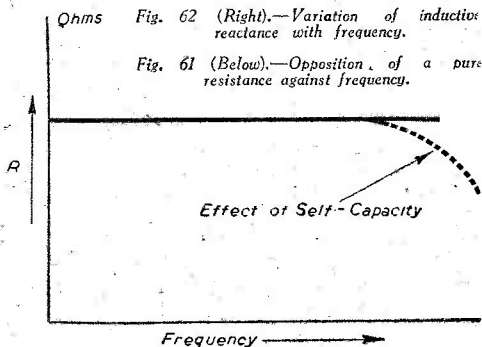 Ohms
Fig. 62 (Right).—Variation of inductive
reactance with frequency.
Fig. 61 (Below).—Opposition of a pure
resistance against frequency.
R
Effect of Self-Capacity
Frequency